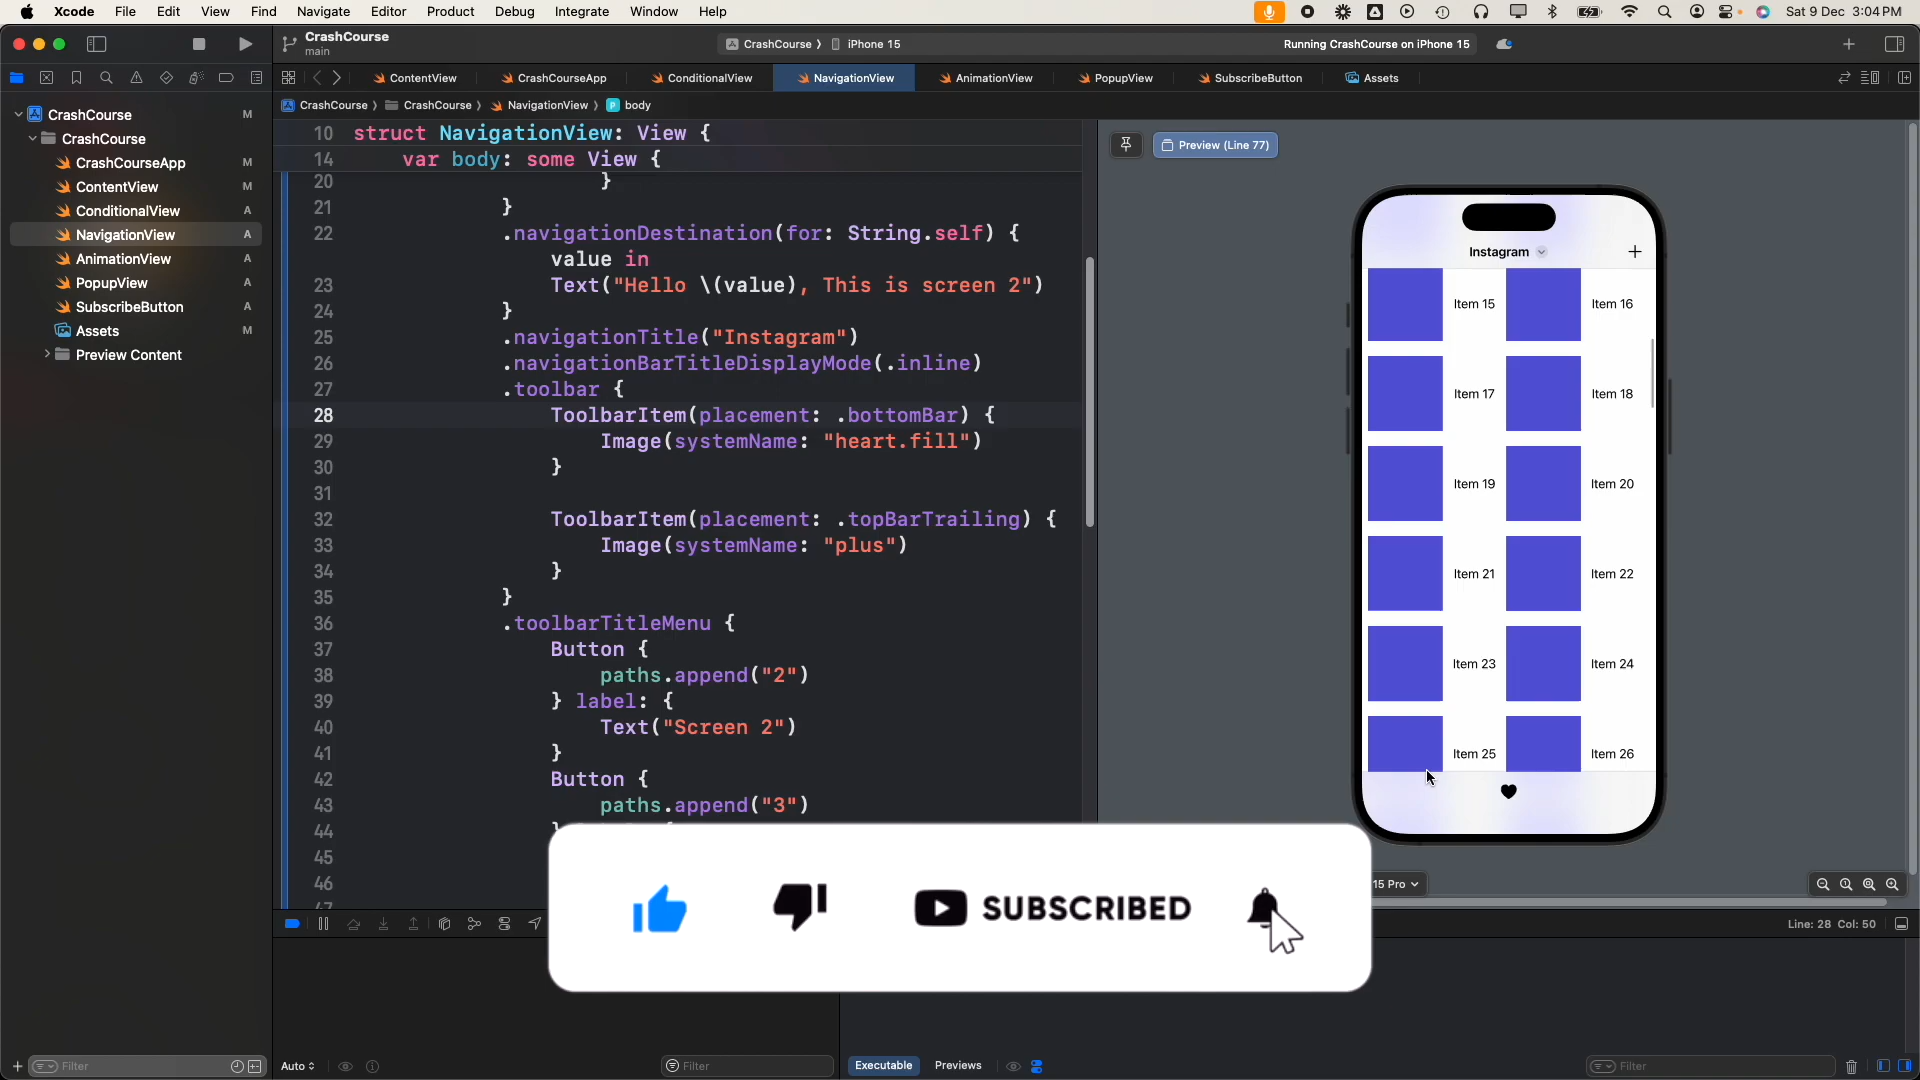 Xcode File Edit View Find Navigate Editor Product Debug Integrate Window Help Sat 9 Dec 3:04 PM
CrashCourse
main
CrashCourse 〉 iPhone 15
Running CrashCourse on iPhone 15
ContentView CrashCourseApp ConditionalView NavigationView AnimationView PopupView SubscribeButton Assets
CrashCourse 〉 CrashCourse 〉 NavigationView 〉 P body
CrashCourse M
CrashCourse
CrashCourseApp M
ContentView M
ConditionalView A
NavigationView A
AnimationView A
PopupView A
SubscribeButton A
Assets M
Preview Content
10 struct NavigationView: View {
14 var body: some View {
20 }
21 }
22 .navigationDestination(for: String.self) {
value in
23 Text("Hello \(value), This is screen 2")
24 }
25 .navigationTitle("Instagram")
26 .navigationBarTitleDisplayMode(.inline)
27 .toolbar {
28 ToolbarItem(placement: .bottomBar) {
29 Image(systemName: "heart.fill")
30 }
31
32 ToolbarItem(placement: .topBarTrailing) {
33 Image(systemName: "plus")
34 }
35 }
36 .toolbarTitleMenu {
37 Button {
38 paths.append("2")
39 } label: {
40 Text("Screen 2")
41 }
42 Button {
43 paths.append("3")
44
45
46
47
Preview (Line 77)
Instagram
Item 15 Item 16
Item 17 Item 18
Item 19 Item 20
Item 21 Item 22
Item 23 Item 24
Item 25 Item 26
15 Pro
SUBSCRIBED
Line: 28 Col: 50
Filter
Auto
Filter
Executable Previews
Filter